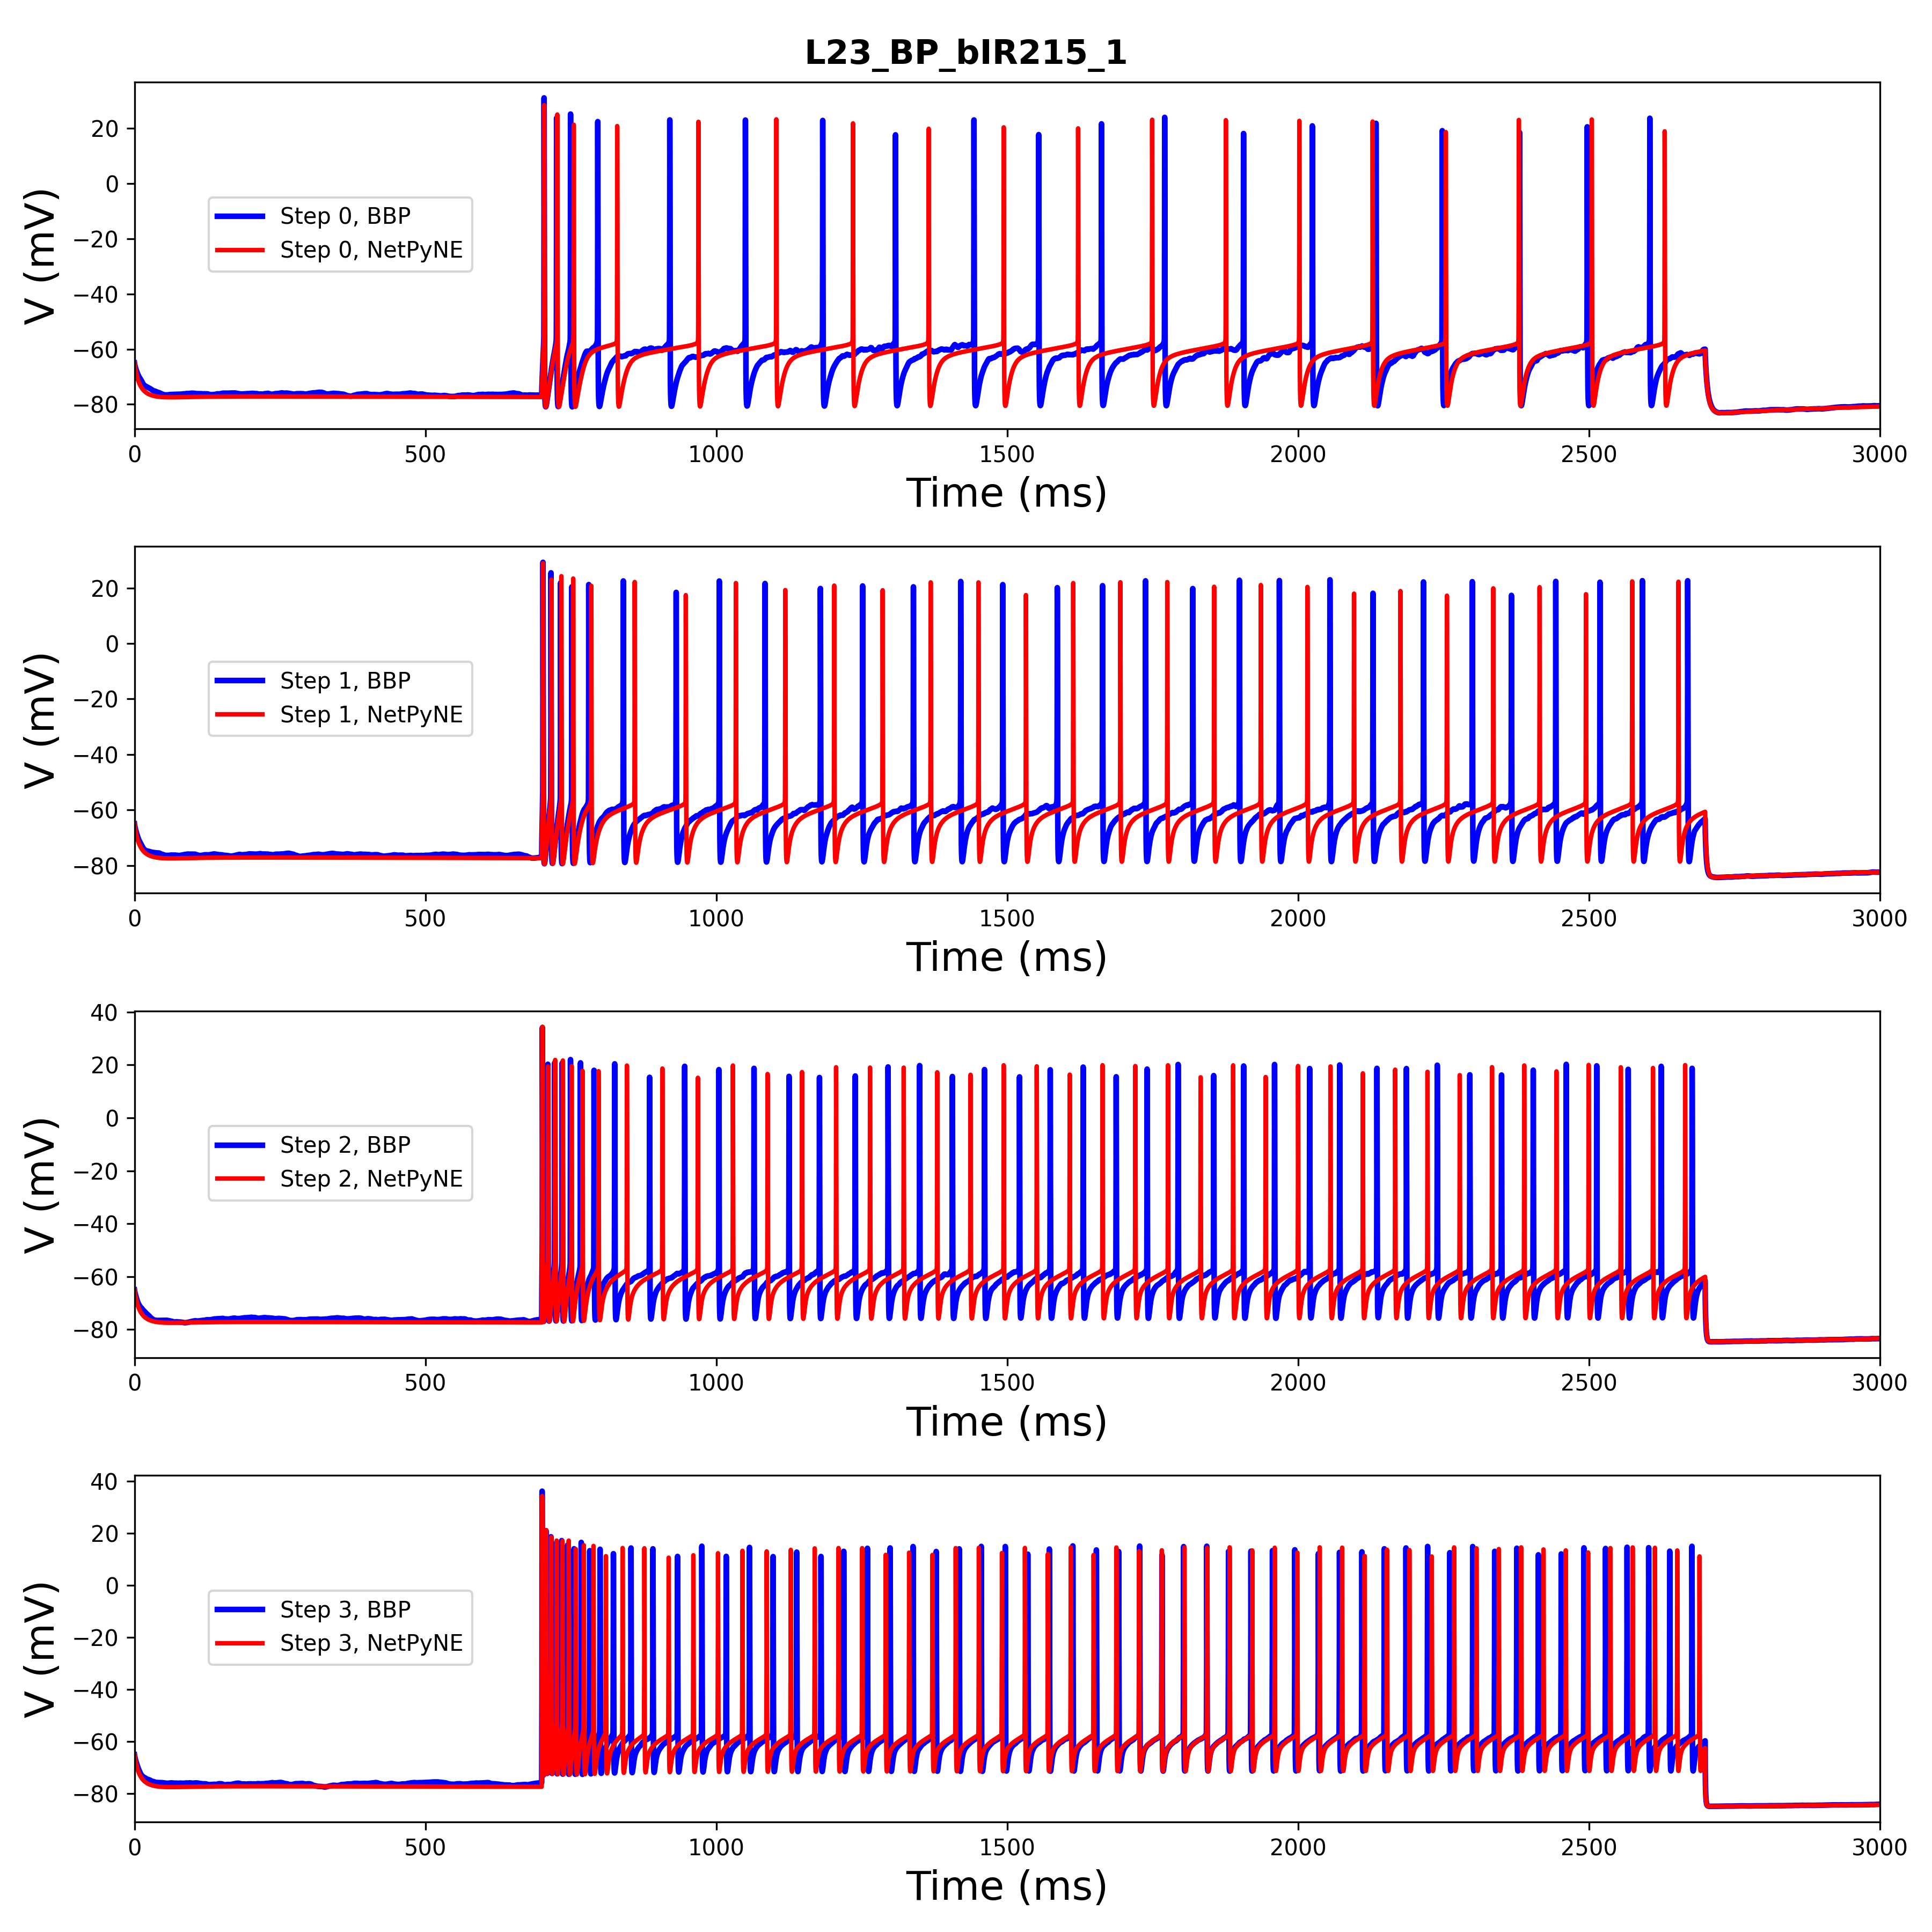 L23_BP_bIR215_1
20
0
−20
−40
−60
−80
V (mV)
Step 0, BBP
Step 0, NetPyNE
0 500 1000 1500 2000 2500 3000
Time (ms)
20
0
−20
−40
−60
−80
V (mV)
Step 1, BBP
Step 1, NetPyNE
0 500 1000 1500 2000 2500 3000
Time (ms)
40
20
0
−20
−40
−60
−80
V (mV)
Step 2, BBP
Step 2, NetPyNE
0 500 1000 1500 2000 2500 3000
Time (ms)
40
20
0
−20
−40
−60
−80
V (mV)
Step 3, BBP
Step 3, NetPyNE
0 500 1000 1500 2000 2500 3000
Time (ms)